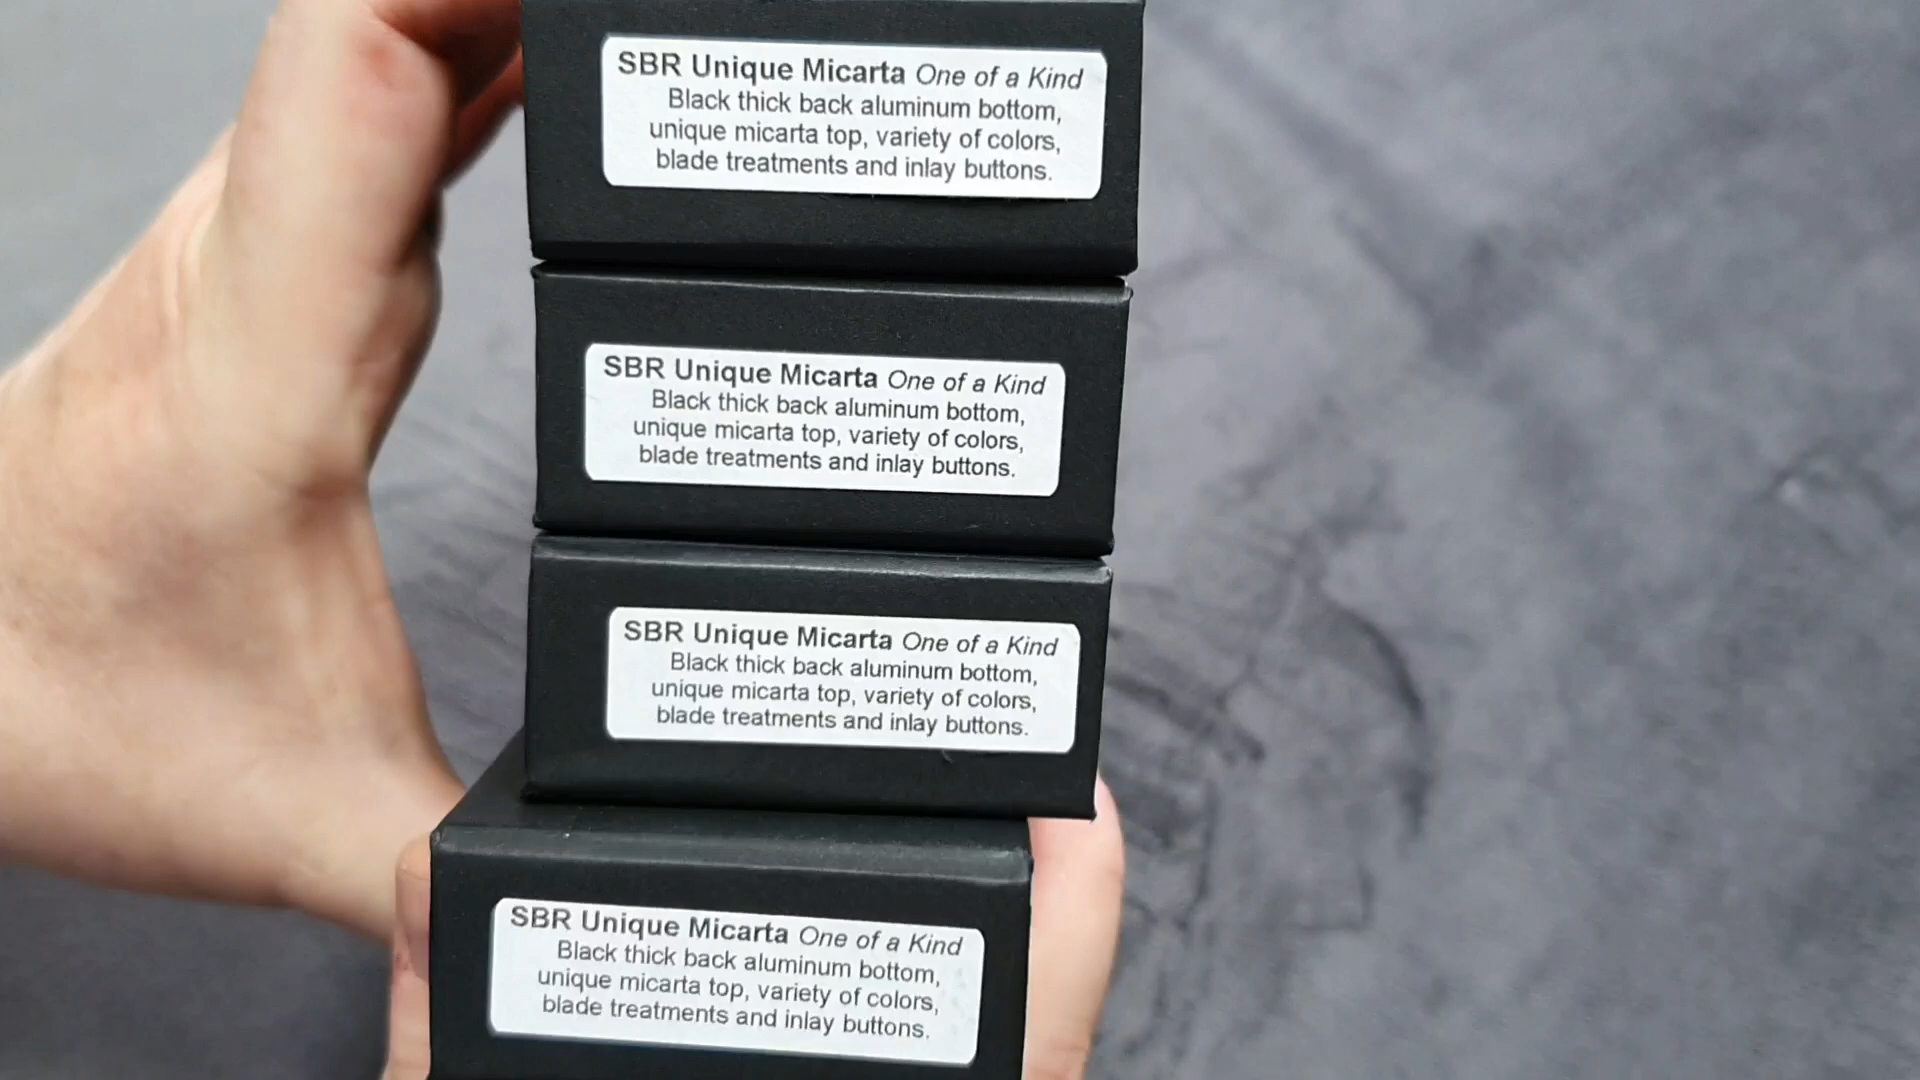 SBR Unique Micarta One of a Kind
Black thick back aluminum bottom,
unique micarta top, variety of colors,
blade treatments and inlay buttons.
SBR Unique Micarta One of a Kind
Black thick back aluminum bottom,
unique micarta top, variety of colors,
blade treatments and inlay buttons.
SBR Unique Micarta One of a Kind
Black thick back aluminum bottom,
unique micarta top, variety of colors,
blade treatments and inlay buttons.
SBR Unique Micarta One of a Kind
Black thick back aluminum bottom,
unique micarta top, variety of colors,
blade treatments and inlay buttons.